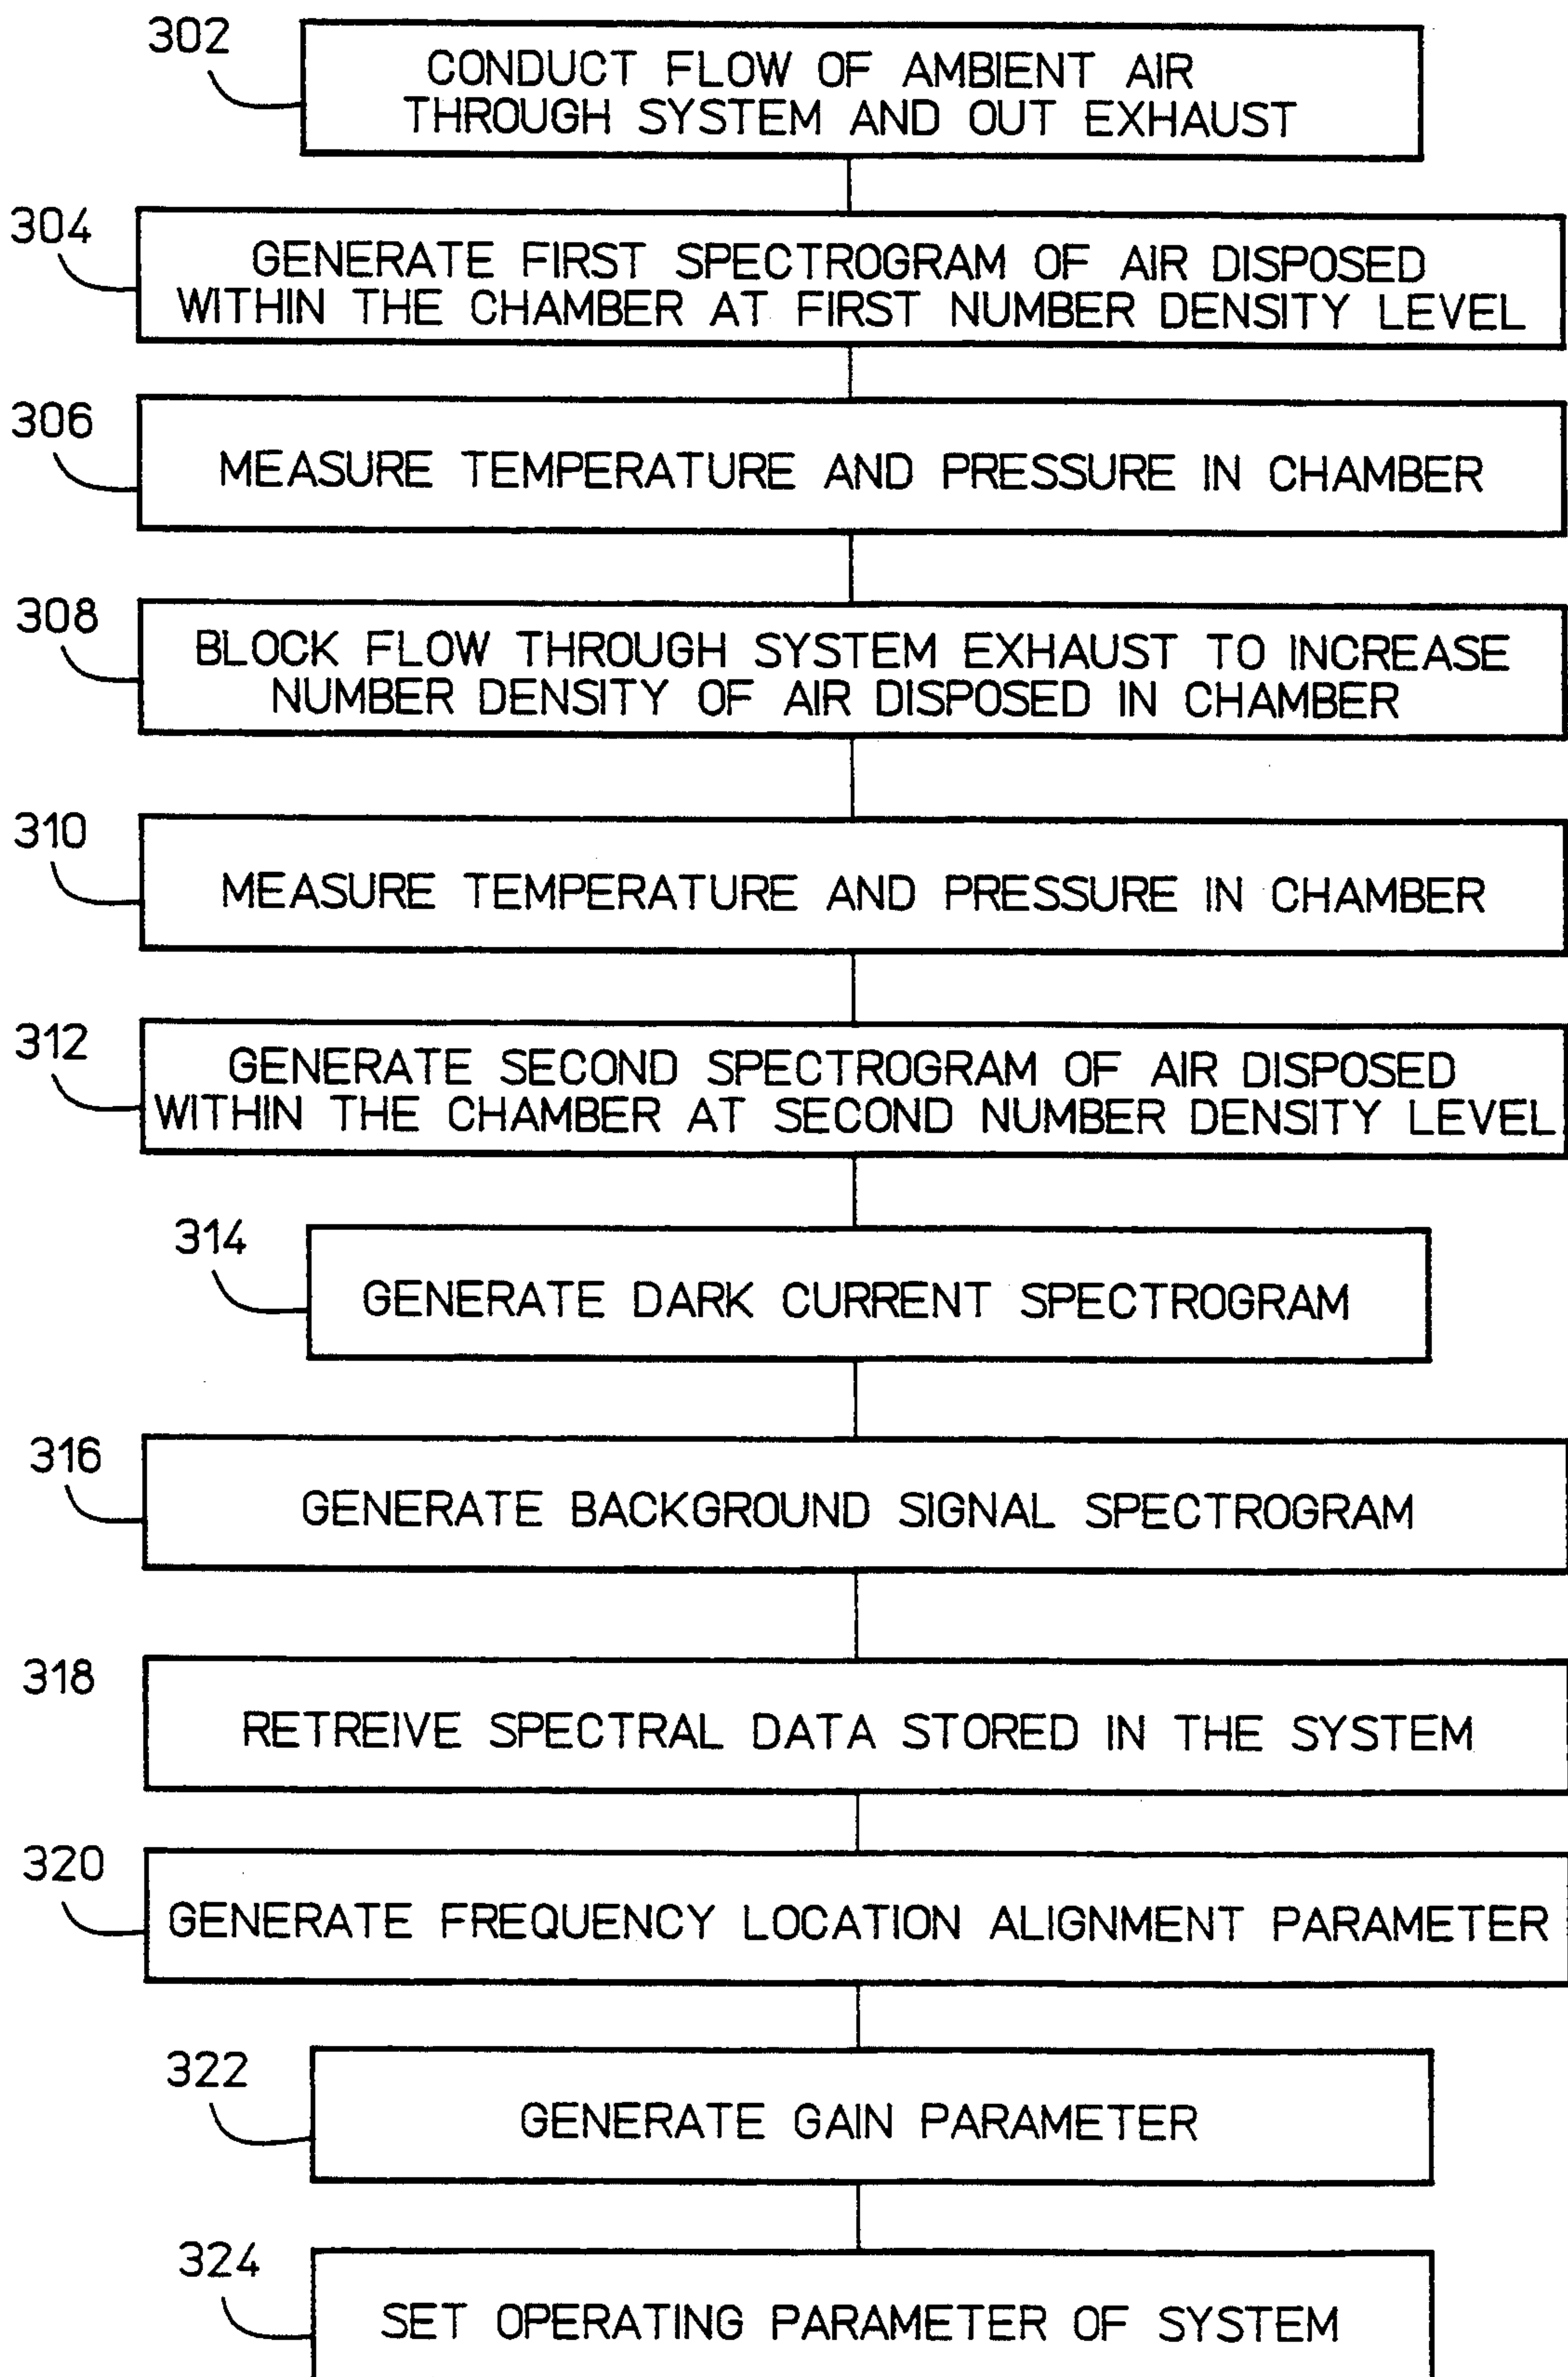 302
CONDUCT FLOW OF AMBIENT AIR
THROUGH SYSTEM AND OUT EXHAUST
304
GENERATE FIRST SPECTROGRAM OF AIR DISPOSED
WITHIN THE CHAMBER AT FIRST NUMBER DENSITY LEVEL
306
MEASURE TEMPERATURE AND PRESSURE IN CHAMBER
308
BLOCK FLOW THROUGH SYSTEM EXHAUST TO INCREASE
NUMBER DENSITY OF AIR DISPOSED IN CHAMBER
310
MEASURE TEMPERATURE AND PRESSURE IN CHAMBER
312
GENERATE SECOND SPECTROGRAM OF AIR DISPOSED
WITHIN THE CHAMBER AT SECOND NUMBER DENSITY LEVEL
314
GENERATE DARK CURRENT SPECTROGRAM
316
GENERATE BACKGROUND SIGNAL SPECTROGRAM
318
RETREIVE SPECTRAL DATA STORED IN THE SYSTEM
320
GENERATE FREQUENCY LOCATION ALIGNMENT PARAMETER
322
GENERATE GAIN PARAMETER
324
SET OPERATING PARAMETER OF SYSTEM